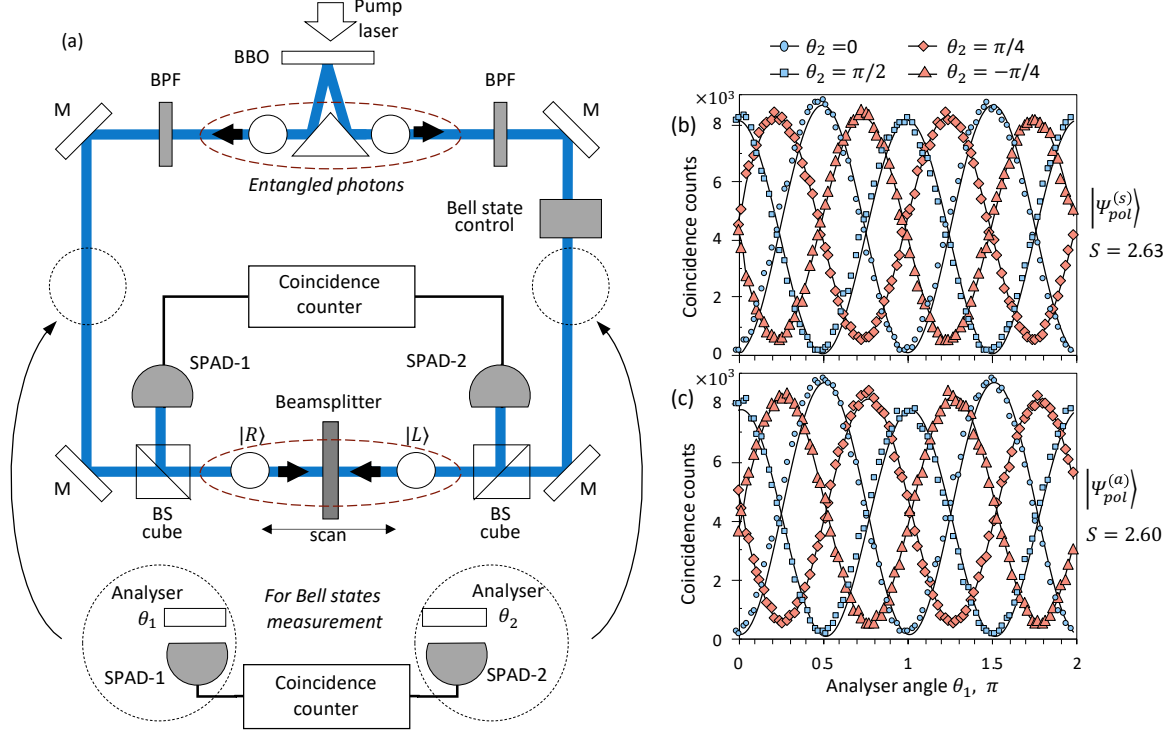 (a)
Pump
laser
BBO
BPF
BPF
M
M
Entangled photons
Bell state
control
Coincidence
counter
SPAD-1
SPAD-2
Beamsplitter
|R⟩
|L⟩
M
M
BS
cube
BS
cube
scan
Analyser
θ₁
For Bell states
measurement
Analyser
θ₂
SPAD-1
SPAD-2
Coincidence
counter
θ₂ =0
θ₂ = π/4
θ₂ = π/2
θ₂ = −π/4
×10³
(b)
8
6
4
2
0
Coincidence counts
|Ψ_pol^(s)⟩
S = 2.63
×10³
(c)
8
6
4
2
0
Coincidence counts
|Ψ_pol^(a)⟩
S = 2.60
0 0.5 1 1.5 2
Analyser angle θ₁, π